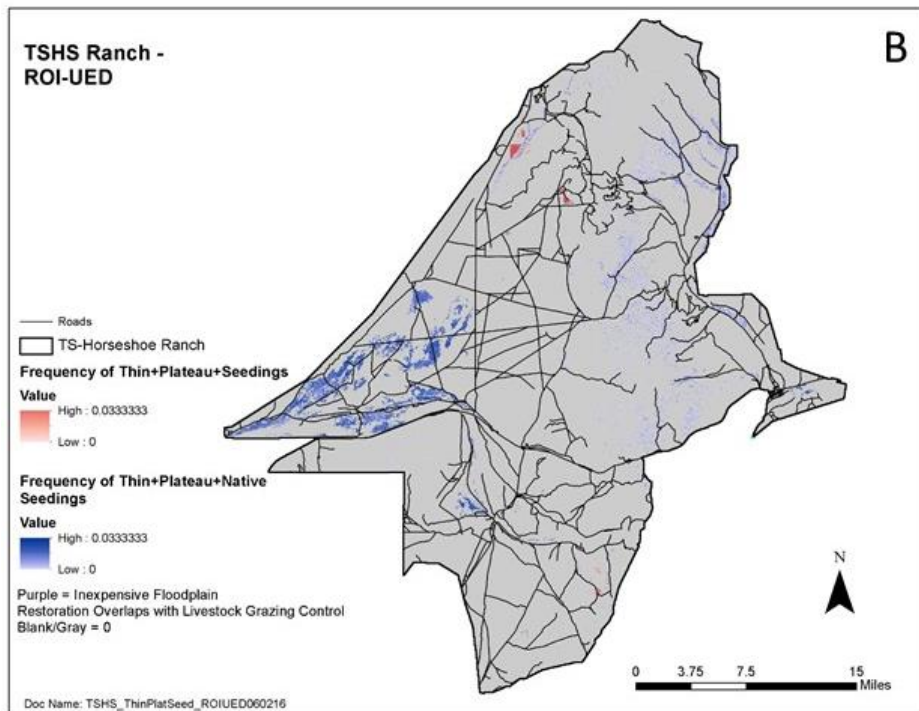 TSHS Ranch -
ROI-UED
B
Roads
TS-Horseshoe Ranch
Frequency of Thin+Plateau+Seedings
Value
High : 0.0333333
Low : 0
Frequency of Thin+Plateau+Native
Seedings
Value
High : 0.0333333
Low : 0
Purple = Inexpensive Floodplain
Restoration Overlaps with Livestock Grazing Control
Blank/Gray = 0
N
0 3.75 7.5 15
Miles
Doc Name: TSHS_ThinPlatSeed_ROIUED060216